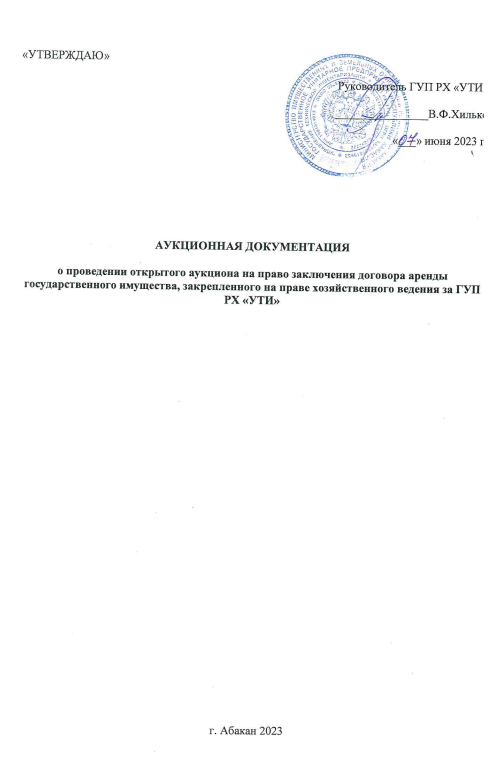 «УТВЕРЖДАЮ»
Руководитель ГУП РХ «УТИ
В.Ф.Хилько
«07» июня 2023 г
АУКЦИОННАЯ ДОКУМЕНТАЦИЯ
о проведении открытого аукциона на право заключения договора аренды
государственного имущества, закрепленного на праве хозяйственного ведения за ГУП
РХ «УТИ»
г. Абакан 2023